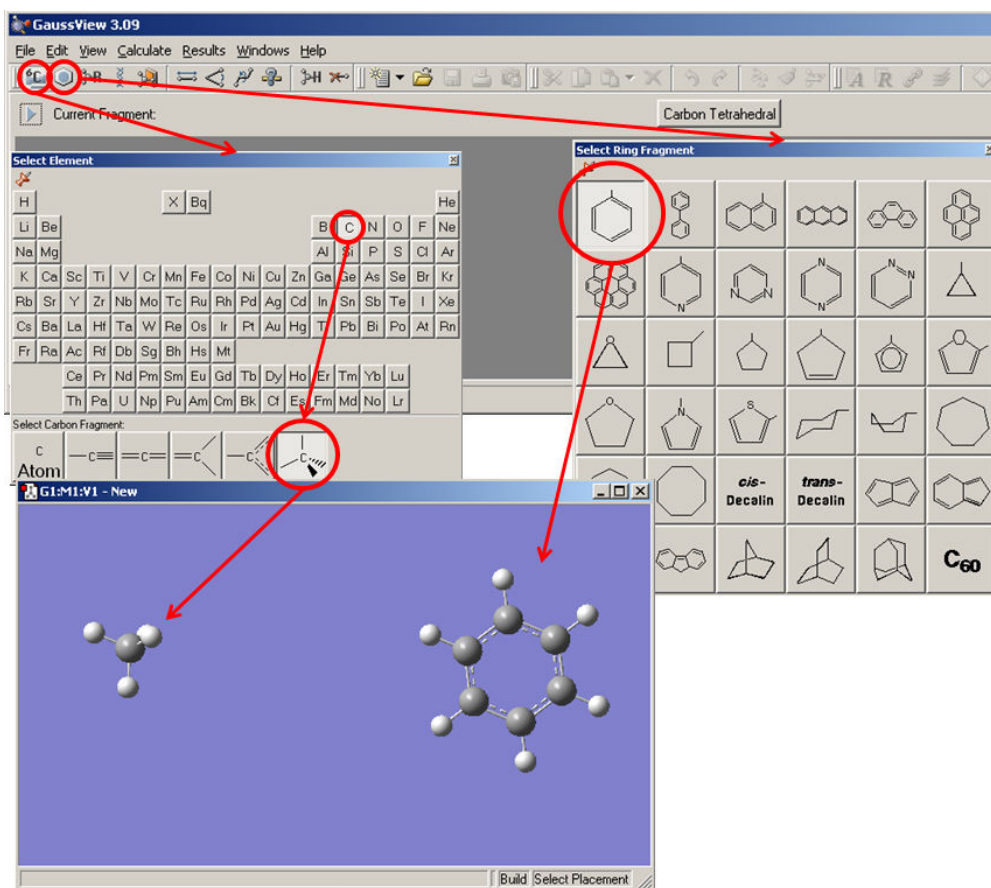 GaussView 3.09
File Edit View Calculate Results Windows Help
C R H A R
Current Fragment:
Carbon Tetrahedral
Select Element
H X Bq He
Li Be B C N O F Ne
Na Mg Al Si P S Cl Ar
K Ca Sc Ti V Cr Mn Fe Co Ni Cu Zn Ga Ge As Se Br Kr
Rb Sr Y Zr Nb Mo Tc Ru Rh Pd Ag Cd In Sn Sb Te I Xe
Cs Ba La Hf Ta W Re Os Ir Pt Au Hg Tl Pb Bi Po At Rn
Fr Ra Ac Rf Db Sg Bh Hs Mt
Ce Pr Nd Pm Sm Eu Gd Tb Dy Ho Er Tm Yb Lu
Th Pa U Np Pu Am Cm Bk Cf Es Fm Md No Lr
Select Carbon Fragment:
C C C C C C
Atom
Select Ring Fragment
N N N N N N N
O O
O N S
cis- trans-
Decalin Decalin
C60
G1:M1:V1 - New
Build Select Placement